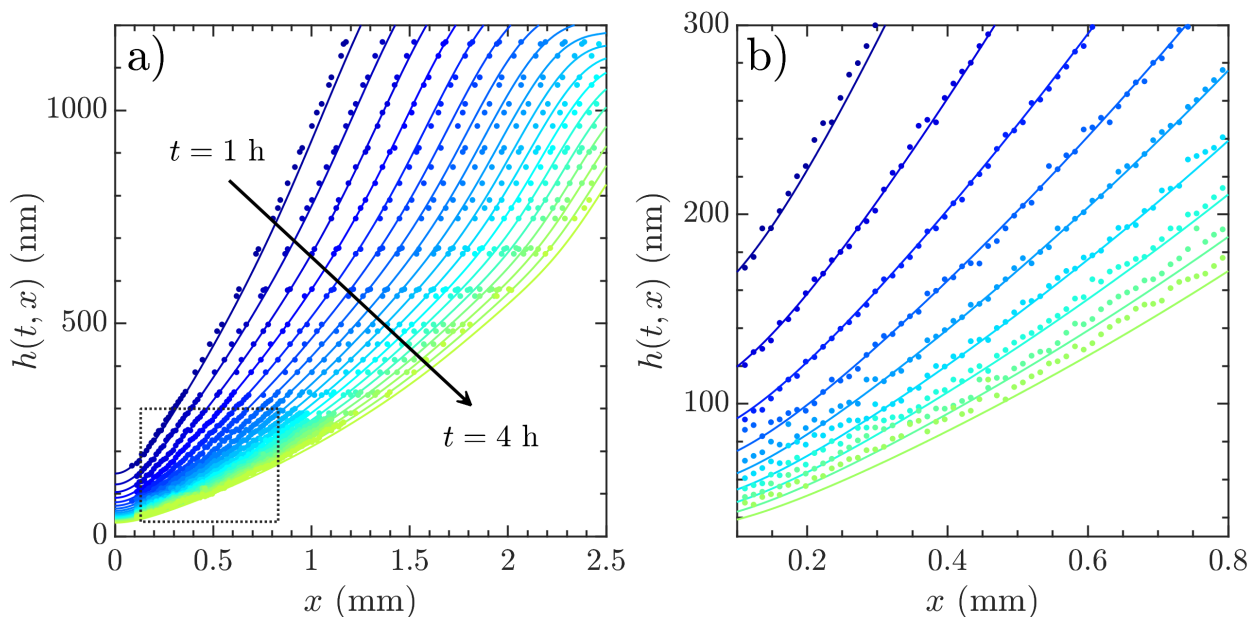 a)
1000
500
0
h(t, x) (nm)
t = 1 h
t = 4 h
0 0.5 1 1.5 2 2.5
x (mm)
b)
300
200
100
h(t, x) (nm)
0.2 0.4 0.6 0.8
x (mm)